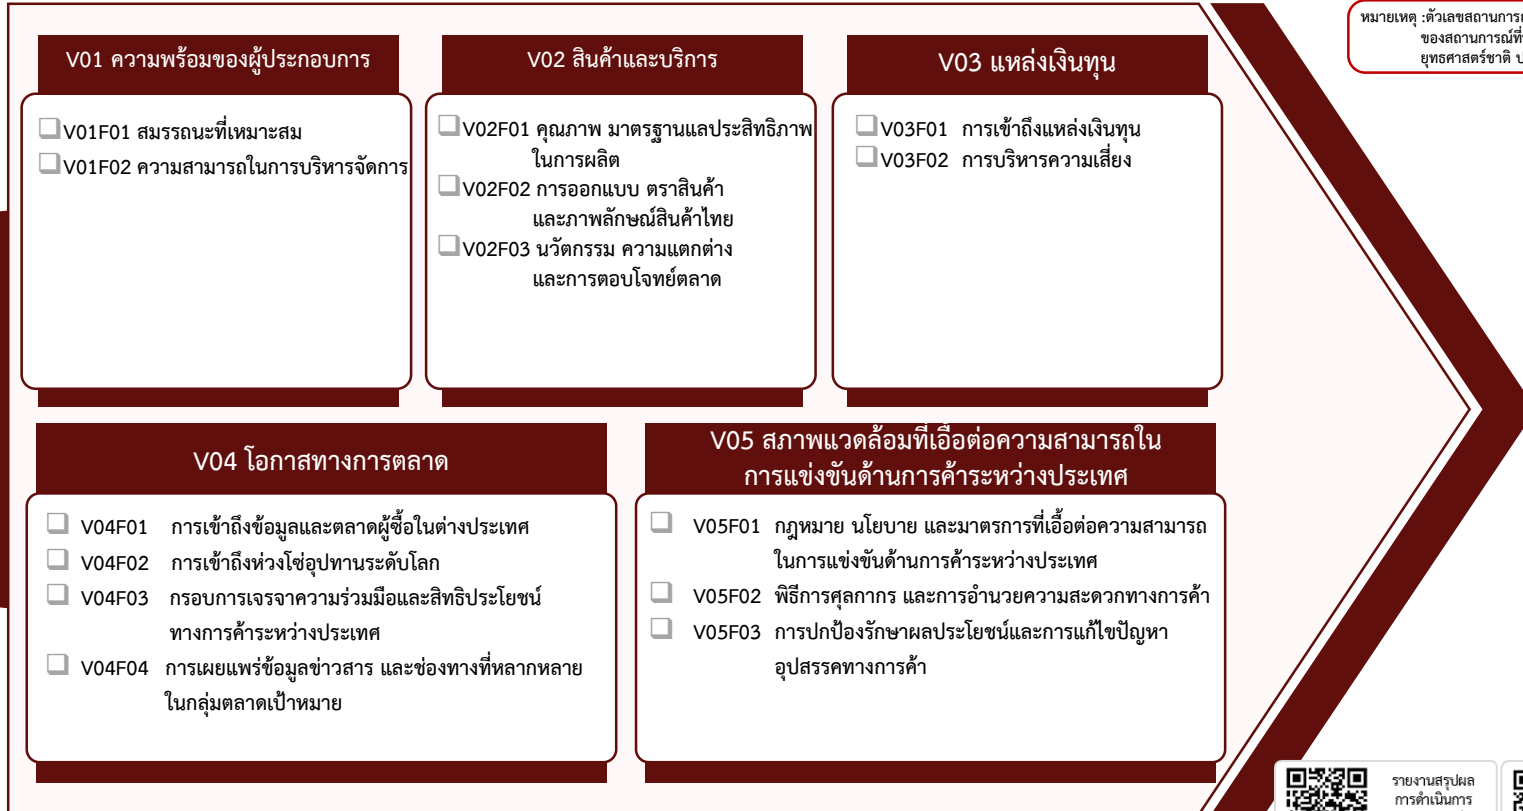 หมายเหตุ :ตัวเลขสถานการณ์
ของสถานการณ์ที่
ยุทธศาสตร์ชาติ
V01 ความพร้อมของผู้ประกอบการ
V01F01 สมรรถนะที่เหมาะสม
V01F02 ความสามารถในการบริหารจัดการ
V02 สินค้าและบริการ
V02F01 คุณภาพ มาตรฐานแลประสิทธิภาพ
ในการผลิต
V02F02 การออกแบบ ตราสินค้า
และภาพลักษณ์สินค้าไทย
V02F03 นวัตกรรม ความแตกต่าง
และการตอบโจทย์ตลาด
V03 แหล่งเงินทุน
V03F01 การเข้าถึงแหล่งเงินทุน
V03F02 การบริหารความเสี่ยง
V04 โอกาสทางการตลาด
V04F01 การเข้าถึงข้อมูลและตลาดผู้ซื้อในต่างประเทศ
V04F02 การเข้าถึงห่วงโซ่อุปทานระดับโลก
V04F03 กรอบการเจรจาความร่วมมือและสิทธิประโยชน์
ทางการค้าระหว่างประเทศ
V04F04 การเผยแพร่ข้อมูลข่าวสาร และช่องทางที่หลากหลาย
ในกลุ่มตลาดเป้าหมาย
V05 สภาพแวดล้อมที่เอื้อต่อความสามารถใน
การแข่งขันด้านการค้าระหว่างประเทศ
V05F01 กฎหมาย นโยบาย และมาตรการที่เอื้อต่อความสามารถ
ในการแข่งขันด้านการค้าระหว่างประเทศ
V05F02 พิธีการศุลกากร และการอำนวยความสะดวกทางการค้า
V05F03 การปกป้องรักษาผลประโยชน์และการแก้ไขปัญหา
อุปสรรคทางการค้า
รายงานสรุปผล
การดำเนินการ